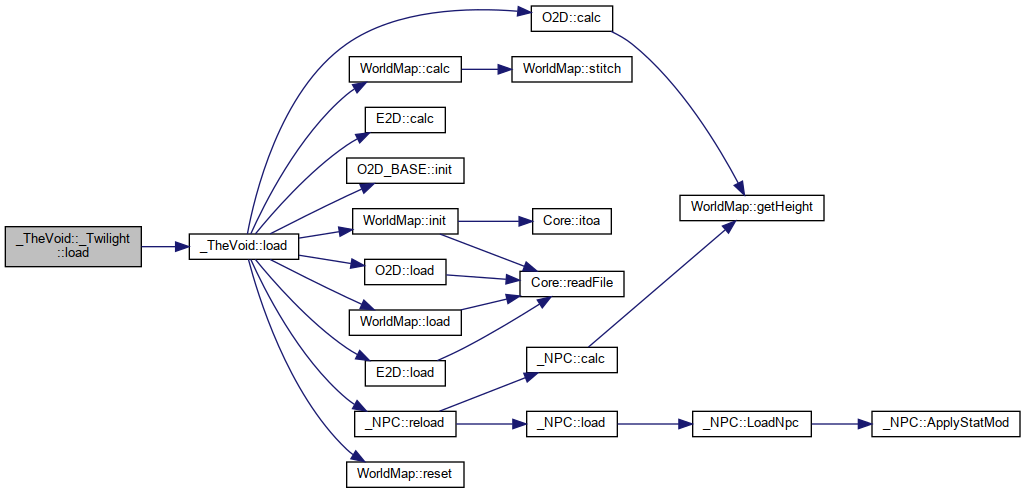 _TheVoid::_Twilight
::load
_TheVoid::load
O2D::calc
WorldMap::calc
WorldMap::stitch
E2D::calc
O2D_BASE::init
WorldMap::init
Core::itoa
O2D::load
Core::readFile
WorldMap::load
E2D::load
_NPC::reload
_NPC::calc
WorldMap::getHeight
_NPC::load
_NPC::LoadNpc
_NPC::ApplyStatMod
WorldMap::reset